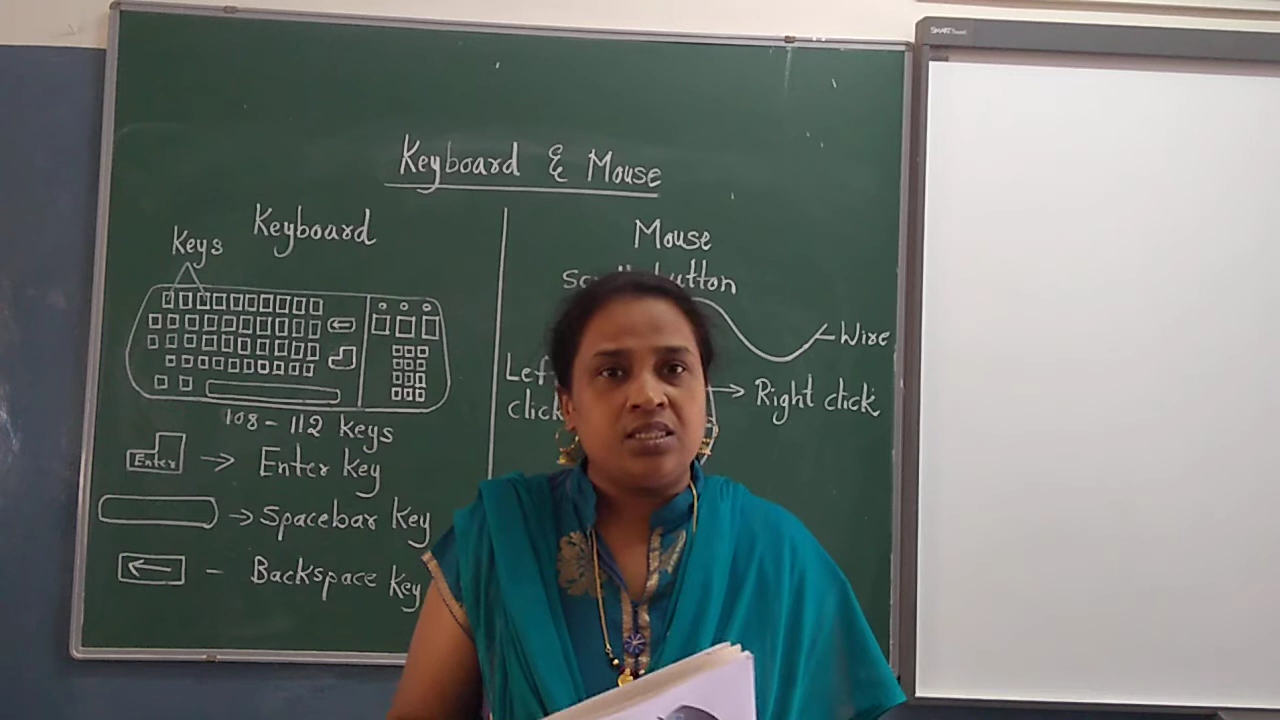 SMART
Keyboard & Mouse
Keyboard
Keys
108 - 112 keys
Enter → Enter key
→ Spacebar key
← - Backspace key
Mouse
button
Wire
click
→ Right click